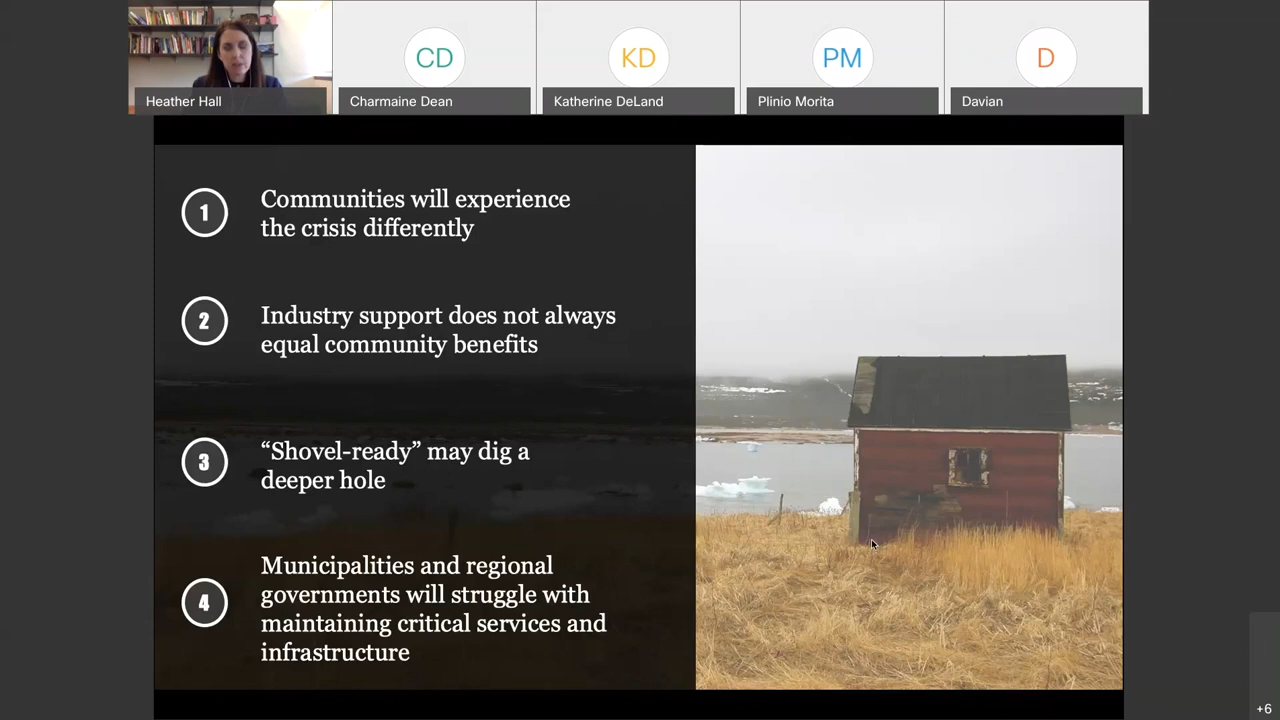 CD
KD
PM
D
Heather Hall
Charmaine Dean
Katherine DeLand
Plinio Morita
Davian
1
Communities will experience
the crisis differently
2
Industry support does not always
equal community benefits
3
“Shovel-ready” may dig a
deeper hole
4
Municipalities and regional
governments will struggle with
maintaining critical services and
infrastructure
+6